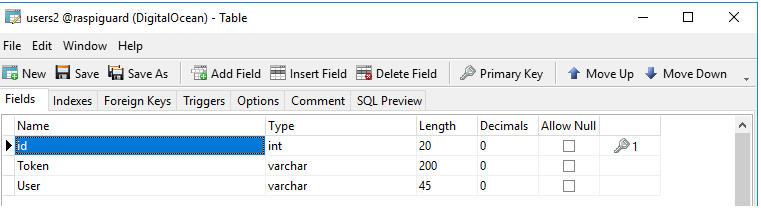 users2 @raspiguard (DigitalOcean) - Table
File Edit Window Help
New Save Save As Add Field Insert Field Delete Field Primary Key Move Up Move Down
Fields Indexes Foreign Keys Triggers Options Comment SQL Preview
Name Type Length Decimals Allow Null
id int 20 0 1
Token varchar 200 0
User varchar 45 0